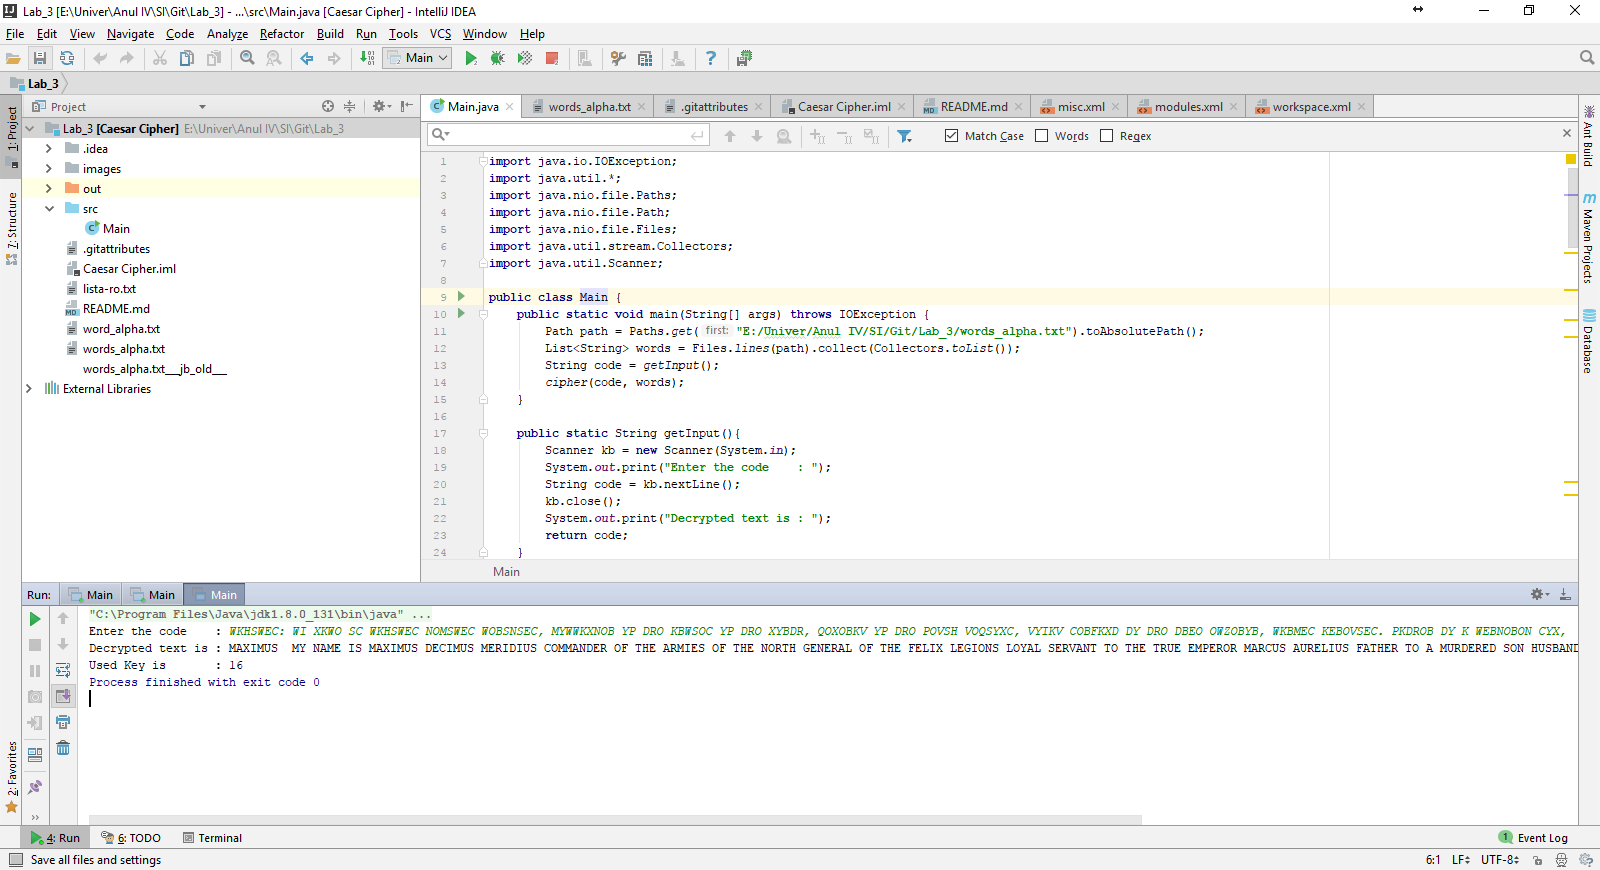 Lab_3 [E:\Univer\Anul IV\SI\Git\Lab_3] - ...\src\Main.java [Caesar Cipher] - IntelliJ IDEA
File Edit View Navigate Code Analyze Refactor Build Run Tools VCS Window Help
Main
Lab_3
Project
Main.java words_alpha.txt .gitattributes Caesar Cipher.iml README.md misc.xml modules.xml workspace.xml
Match Case Words Regex
1: Project
7: Structure
2: Favorites
Lab_3 [Caesar Cipher] E:\Univer\Anul IV\SI\Git\Lab_3
.idea
images
out
src
Main
.gitattributes
Caesar Cipher.iml
lista-ro.txt
README.md
word_alpha.txt
words_alpha.txt
words_alpha.txt___jb_old___
External Libraries
1 import java.io.IOException;
2 import java.util.*;
3 import java.nio.file.Paths;
4 import java.nio.file.Path;
5 import java.nio.file.Files;
6 import java.util.stream.Collectors;
7 import java.util.Scanner;
8
9 public class Main {
10 public static void main(String[] args) throws IOException {
11 Path path = Paths.get( first: "E:/Univer/Anul IV/SI/Git/Lab_3/words_alpha.txt").toAbsolutePath();
12 List<String> words = Files.lines(path).collect(Collectors.toList());
13 String code = getInput();
14 cipher(code, words);
15 }
16
17 public static String getInput(){
18 Scanner kb = new Scanner(System.in);
19 System.out.print("Enter the code    : ");
20 String code = kb.nextLine();
21 kb.close();
22 System.out.print("Decrypted text is : ");
23 return code;
24 }
Main
Ant Build
Maven Projects
Database
Run: Main Main Main
"C:\Program Files\Java\jdk1.8.0_131\bin\java" ...
Enter the code    : WKHSWEC: WI XKWO SC WKHSWEC NOMSWEC WOBSNSEC, MYWWKXNOB YP DRO KBWSOC YP DRO XYBDR, QOXOBKV YP DRO POVSH VOQSYXC, VYIKV COBFKXD DY DRO DBEO OWZOBYB, WKBMEC KEBOVSEC. PKDROB DY K WEBNOBON CYX,
Decrypted text is : MAXIMUS  MY NAME IS MAXIMUS DECIMUS MERIDIUS COMMANDER OF THE ARMIES OF THE NORTH GENERAL OF THE FELIX LEGIONS LOYAL SERVANT TO THE TRUE EMPEROR MARCUS AURELIUS FATHER TO A MURDERED SON HUSBAND
Used Key is       : 16
Process finished with exit code 0
4: Run 6: TODO Terminal 1 Event Log
Save all files and settings 6:1 LF UTF-8